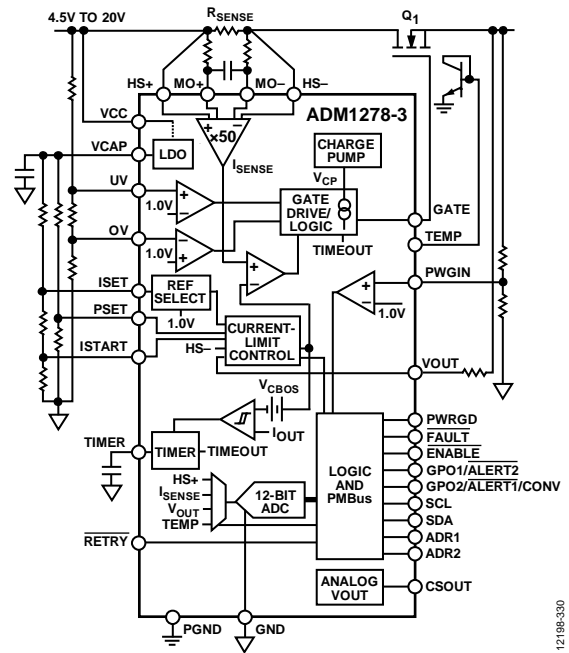 4.5V TO 20V
RSENSE
Q1
HS+
MO+
MO–
HS–
ADM1278-3
VCC
VCAP
LDO
+ –
×50
ISENSE
CHARGE
PUMP
VCP
UV
+
–
1.0V
GATE
DRIVE/
LOGIC
GATE
TIMEOUT
TEMP
OV
–
+
1.0V
+
–
PWGIN
+
–
1.0V
ISET
REF
SELECT
PSET
1.0V
CURRENT-
LIMIT
CONTROL
HS–
ISTART
VOUT
VCBOS
IOUT
TIMER
TIMER
TIMEOUT
PWRGD
FAULT
ENABLE
GPO1/ALERT2
GPO2/ALERT1/CONV
SCL
SDA
ADR1
ADR2
LOGIC
AND
PMBus
HS+
ISENSE
VOUT
TEMP
12-BIT
ADC
RETRY
ANALOG
VOUT
CSOUT
PGND
GND
12198-330